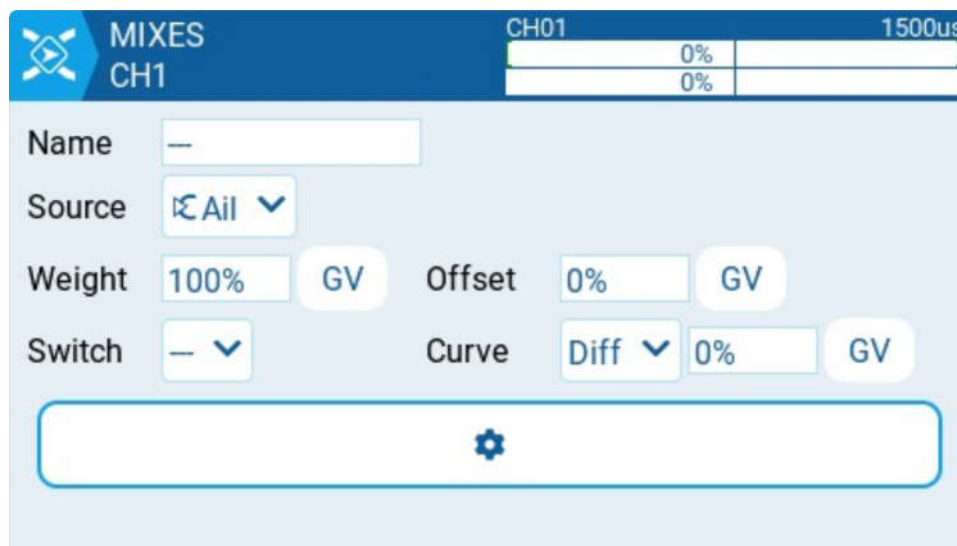 MIXES
CH1
CH01 1500us
0%
0%
Name ---
Source Ail
Weight 100% GV Offset 0% GV
Switch --- Curve Diff 0% GV